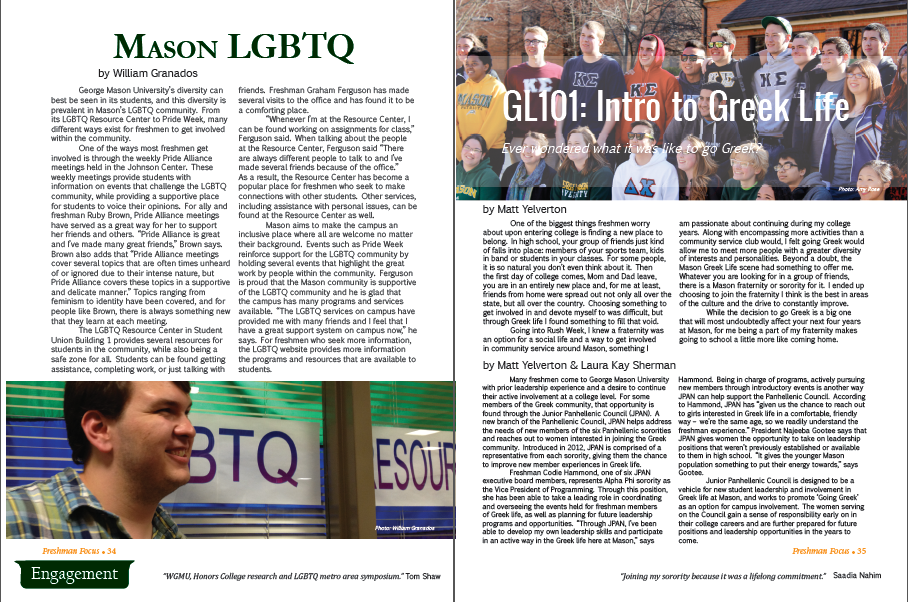 Mason LGBTQ
by William Granados
George Mason University's diversity can
best be seen in its students, and this diversity is
prevalent in Mason's LGBTQ community. From
its LGBTQ Resource Center to Pride Week, many
different ways exist for freshmen to get involved
within the community.
One of the ways most freshmen get
involved is through the weekly Pride Alliance
meetings held in the Johnson Center. These
weekly meetings provide students with
information on events that challenge the LGBTQ
community, while providing a supportive place
for students to voice their opinions. For ally and
freshman Ruby Brown, Pride Alliance meetings
have served as a great way for her to support
her friends and others. "Pride Alliance is great
and I've made many great friends," Brown says.
Brown also adds that "Pride Alliance meetings
cover several topics that are often times unheard
of or ignored due to their intense nature, but
Pride Alliance covers these topics in a supportive
and delicate manner." Topics ranging from
feminism to identity have been covered, and for
people like Brown, there is always something new
that they learn at each meeting.
The LGBTQ Resource Center in Student
Union Building 1 provides several resources for
students in the community, while also being a
safe zone for all. Students can be found getting
assistance, completing work, or just talking with
friends. Freshman Graham Ferguson has made
several visits to the office and has found it to be
a comforting place.
"Whenever I'm at the Resource Center, I
can be found working on assignments for class,"
Ferguson said. When talking about the people
at the Resource Center, Ferguson said "There
are always different people to talk to and I've
made several friends because of the office."
As a result, the Resource Center has become a
popular place for freshmen who seek to make
connections with other students. Other services,
including assistance with personal issues, can be
found at the Resource Center as well.
Mason aims to make the campus an
inclusive place where all are welcome no matter
their background. Events such as Pride Week
reinforce support for the LGBTQ community by
holding several events that highlight the great
work by people within the community. Ferguson
is proud that the Mason community is supportive
of the LGBTQ community and he is glad that
the campus has many programs and services
available. "The LGBTQ services on campus have
provided me with many friends and I feel that I
have a great support system on campus now," he
says. For freshmen who seek more information,
the LGBTQ website provides more information
the programs and resources that are available to
students.
BTQ
ESOUR
Photo: William Granados
Freshman Focus • 34
Engagement
"WGMU, Honors College research and LGBTQ metro area symposium." Tom Shaw
MASON
ΚΣ
ΚΣ
ΚΣ
GL101: Intro to Greek Life
Ever wondered what it was like to go Greek?
ΔΧ
Photo: Amy Rose
by Matt Yelverton
One of the biggest things freshmen worry
about upon entering college is finding a new place to
belong. In high school, your group of friends just kind
of falls into place: members of your sports team, kids
in band or students in your classes. For some people,
it is so natural you don't even think about it. Then
the first day of college comes, Mom and Dad leave,
you are in an entirely new place and, for me at least,
friends from home were spread out not only all over the
state, but all over the country. Choosing something to
get involved in and devote myself to was difficult, but
through Greek life I found something to fill that void.
Going into Rush Week, I knew a fraternity was
an option for a social life and a way to get involved
in community service around Mason, something I
am passionate about continuing during my college
years. Along with encompassing more activities than a
community service club would, I felt going Greek would
allow me to meet more people with a greater diversity
of interests and personalities. Beyond a doubt, the
Mason Greek Life scene had something to offer me.
Whatever you are looking for in a group of friends,
there is a Mason fraternity or sorority for it. I ended up
choosing to join the fraternity I think is the best in areas
of the culture and the drive to constantly improve.
While the decision to go Greek is a big one
that will most undoubtedly affect your next four years
at Mason, for me being a part of my fraternity makes
going to school a little more like coming home.
by Matt Yelverton & Laura Kay Sherman
Many freshmen come to George Mason University
with prior leadership experience and a desire to continue
their active involvement at a college level. For some
members of the Greek community, that opportunity is
found through the Junior Panhellenic Council (JPAN). A
new branch of the Panhellenic Council, JPAN helps address
the needs of new members of the six Panhellenic sororities
and reaches out to women interested in joining the Greek
community. Introduced in 2012, JPAN is comprised of a
representative from each sorority, giving them the chance
to improve new member experiences in Greek life.
Freshman Codie Hammond, one of six JPAN
executive board members, represents Alpha Phi sorority as
the Vice President of Programming. Through this position,
she has been able to take a leading role in coordinating
and overseeing the events held for freshman members
of Greek life, as well as planning for future leadership
programs and opportunities. "Through JPAN, I've been
able to develop my own leadership skills and participate
in an active way in the Greek life here at Mason," says
Hammond. Being in charge of programs, actively pursuing
new members through introductory events is another way
JPAN can help support the Panhellenic Council. According
to Hammond, JPAN has "given us the chance to reach out
to girls interested in Greek life in a comfortable, friendly
way – we're the same age, so we readily understand the
freshman experience." President Najeeba Gootee says that
JPAN gives women the opportunity to take on leadership
positions that weren't previously established or available
to them in high school. "It gives the younger Mason
population something to put their energy towards," says
Gootee.
Junior Panhellenic Council is designed to be a
vehicle for new student leadership and involvement in
Greek life at Mason, and works to promote 'Going Greek'
as an option for campus involvement. The women serving
on the Council gain a sense of responsibility early on in
their college careers and are further prepared for future
positions and leadership opportunities in the years to
come.
Freshman Focus • 35
"Joining my sorority because it was a lifelong commitment." Saadia Nahim